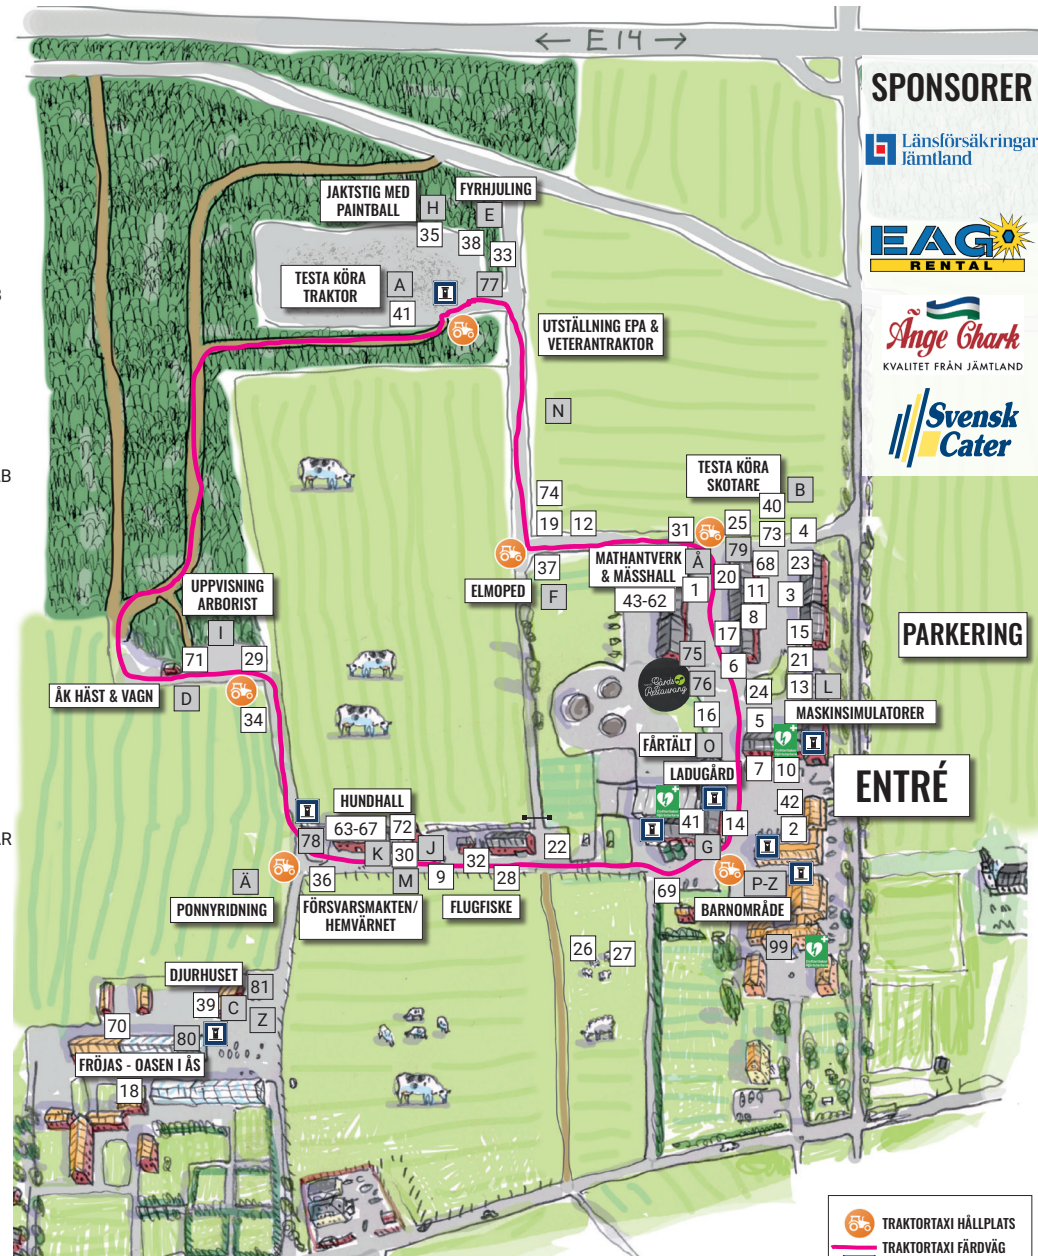 ← E14 →
SPONSORER
Länsförsäkringar
Jämtland
EAG
RENTAL
Ånge Chark
KVALITET FRÅN JÄMTLAND
Svensk
Cater
JAKTSTIG MED
PAINTBALL
H
35
FYRHJULING
E
38
33
77
TESTA KÖRA
TRAKTOR
A
41
UTSTÄLLNING EPA &
VETERANTRAKTOR
N
B
AR
TESTA KÖRA
SKOTARE
B
40
74
19
12
31
25
73
4
79
37
ELMOPED
F
MATHANTVERK
& MÄSSHALL
43-62
Å
1
20
68
23
11
3
8
17
15
75
6
21
76
Gårds
Restaurang
24
13
L
16
5
MASKINSIMULATORER
PARKERING
ENTRÉ
UPPVISNING
ARBORIST
I
71
29
ÅK HÄST & VAGN
D
34
FÅRTÄLT
O
LADUGÅRD
7
10
41
14
42
2
G
HUNDHALL
63-67
72
78
K
30
J
32
22
36
M
9
28
Ä
PONNYRIDNING
FÖRSVARSMAKTEN/
HEMVÄRNET
FLUGFISKE
69
P-Z
BARNOMRÅDE
99
26
27
DJURHUSET
81
39
C
Z
70
80
FRÖJAS - OASEN I ÅS
18
TRAKTORTAXI HÅLLPLATS
TRAKTORTAXI FÄRDVÄG